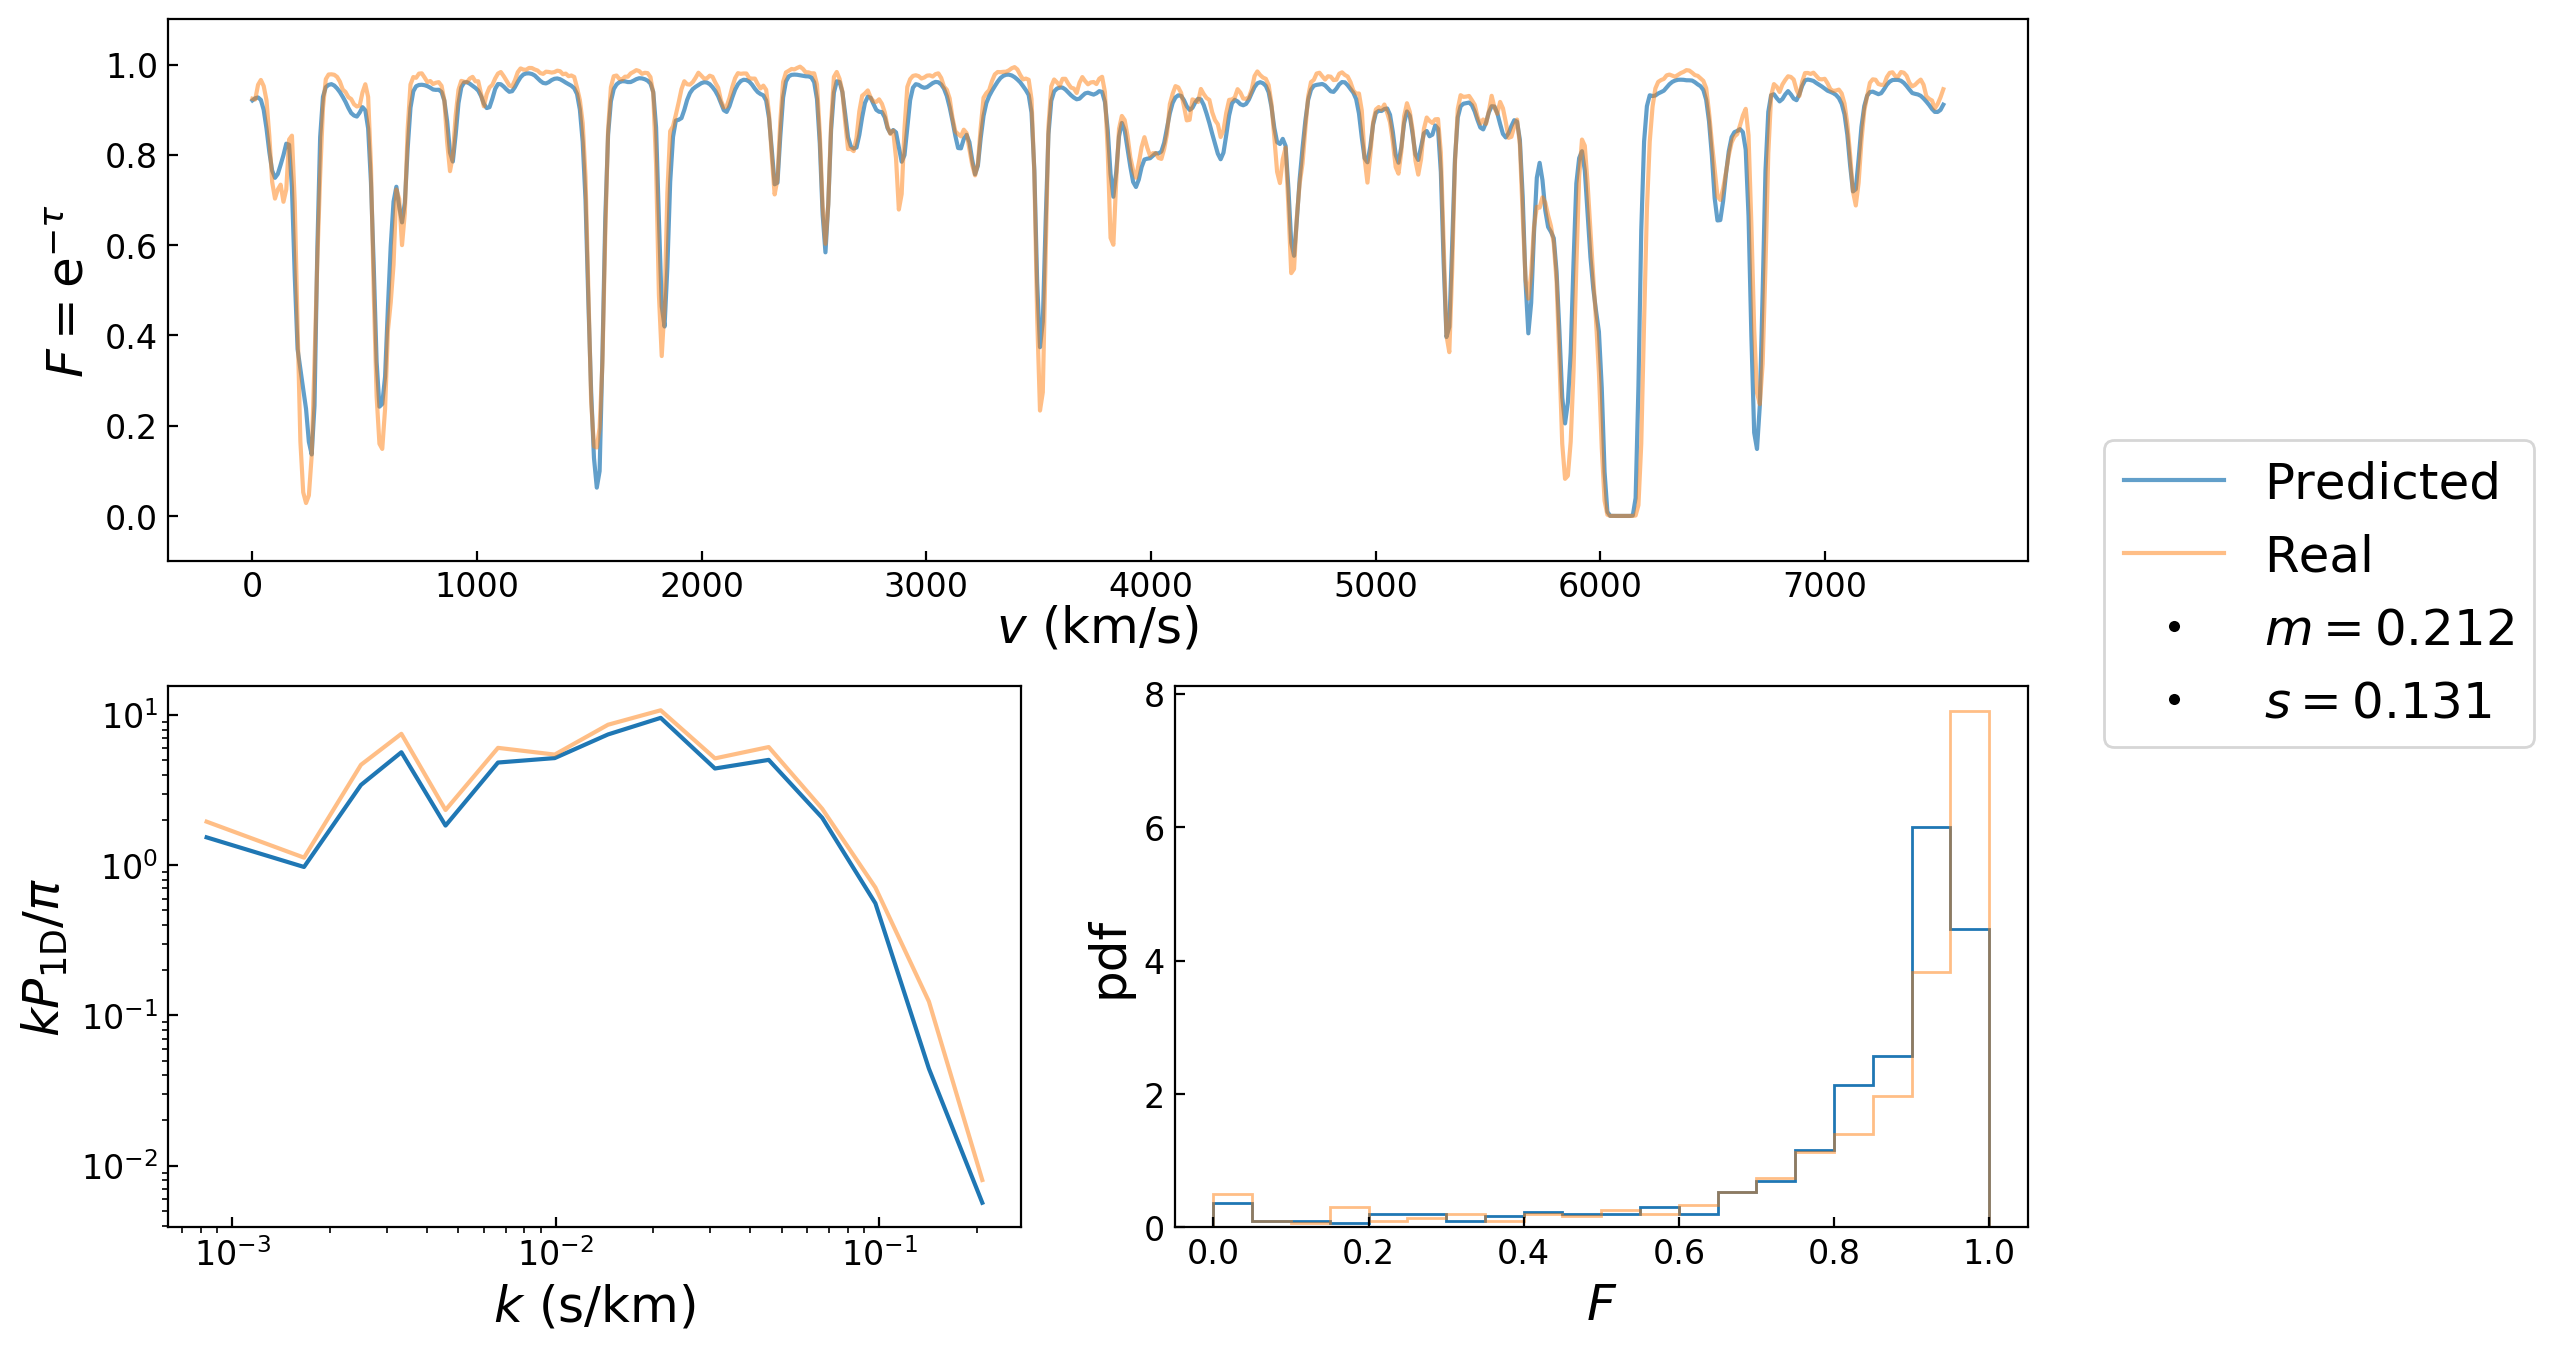 F = e^{−τ}
1.0
0.8
0.6
0.4
0.2
0.0
0 1000 2000 3000 4000 5000 6000 7000
v (km/s)
Predicted
Real
m = 0.212
s = 0.131
kP_{1D}/π
10^1
10^0
10^{−1}
10^{−2}
10^{−3} 10^{−2} 10^{−1}
k (s/km)
pdf
8
6
4
2
0
0.0 0.2 0.4 0.6 0.8 1.0
F